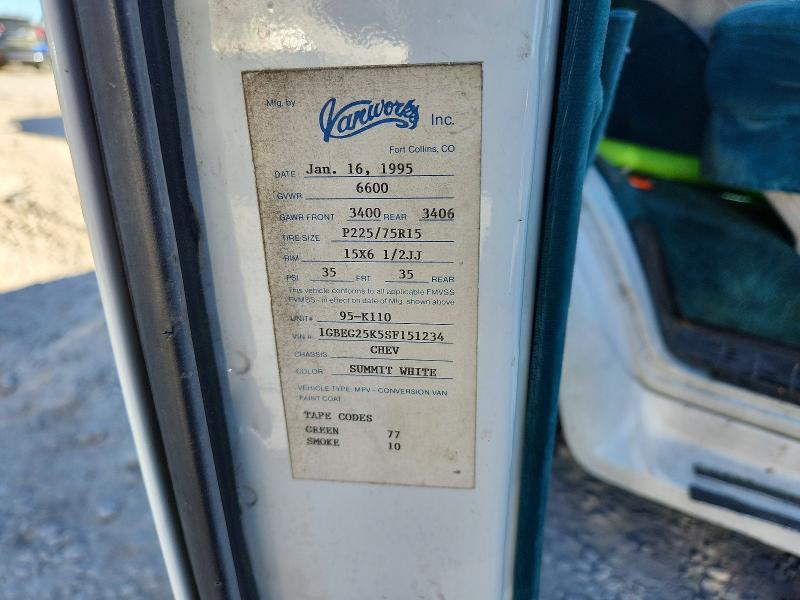 Mfg. by Vanworks Inc.
Fort Collins, CO
DATE Jan. 16, 1995
GVWR 6600
GAWR FRONT 3400 REAR 3406
TIRE SIZE P225/75R15
RIM 15X6 1/2JJ
PSI 35 FRT 35 REAR
This vehicle conforms to all applicable FMVSS
FVMSS - in effect on date of Mfg. shown above
UNIT# 95-K110
VIN # 1GBEG25K5SF151234
CHASSIS CHEV
COLOR SUMMIT WHITE
VEHICLE TYPE: MPV - CONVERSION VAN
PAINT COAT
TAPE CODES
GREEN 77
SMOKE 10